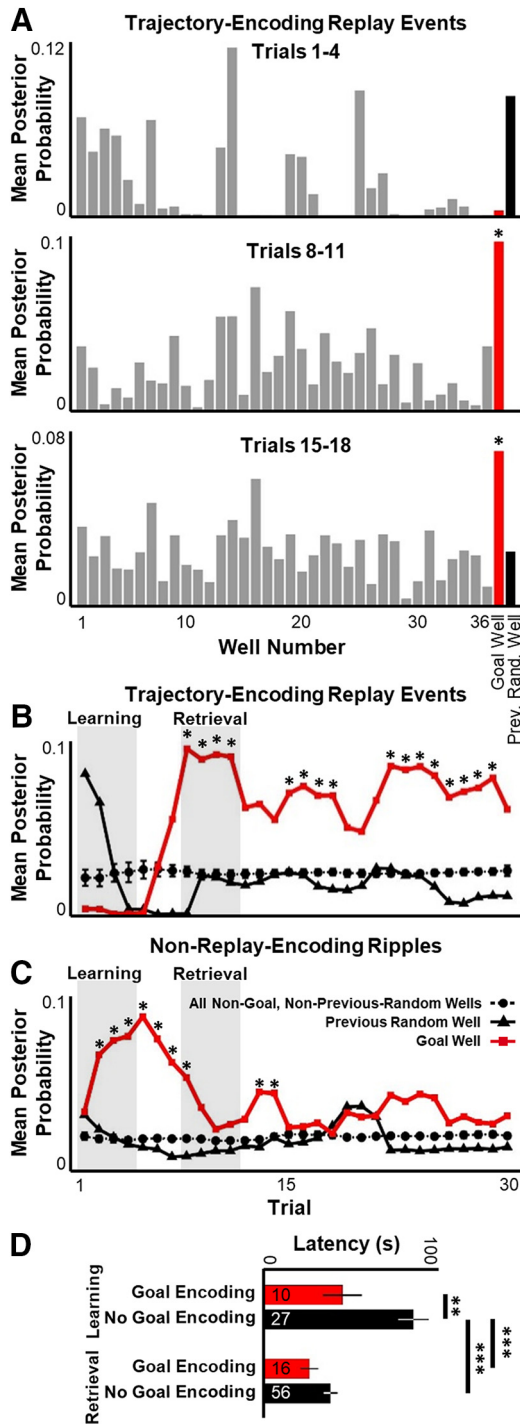 A
Trajectory-Encoding Replay Events
Trials 1-4
Mean Posterior
Probability
0.12
0
Trials 8-11
Mean Posterior
Probability
0.1
0
*
Trials 15-18
Mean Posterior
Probability
0.08
0
*
1 10 20 30 36
Well Number
Goal Well
Prev. Rand. Well
B
Trajectory-Encoding Replay Events
Learning Retrieval
Mean Posterior
Probability
0.11
0
* * * * * * * * * * * * * * * *
C
Non-Replay-Encoding Ripples
Learning Retrieval
All Non-Goal, Non-Previous-Random Wells
Previous Random Well
Goal Well
Mean Posterior
Probability
0.1
0
* * * * * * * * *
1 15 30
Trial
D
Latency (s)
0 100
Learning
Goal Encoding 10
No Goal Encoding 27
**
Retrieval
Goal Encoding 16
No Goal Encoding 56
***
***